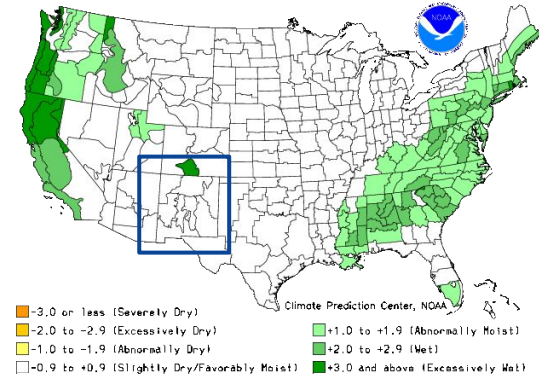 NOAA
Climate Prediction Center, NOAA
-3.0 or less (Severely Dry)
-2.0 to -2.9 (Excessively Dry)
-1.0 to -1.9 (Abnormally Dry)
-0.9 to +0.9 (Slightly Dry/Favorably Moist)
+1.0 to +1.9 (Abnormally Moist)
+2.0 to +2.9 (Wet)
+3.0 and above (Excessively Wet)